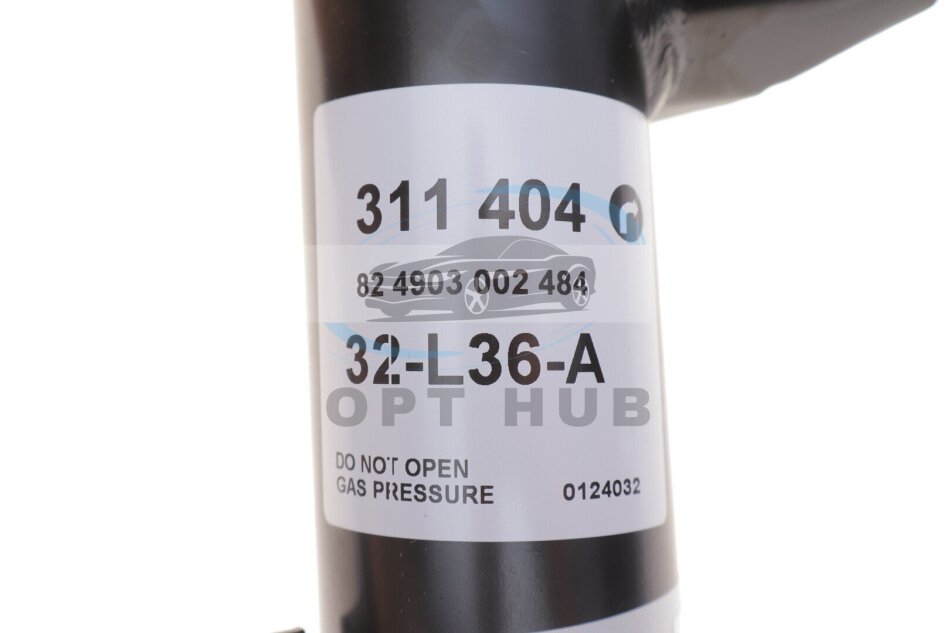 311 404
82 4903 002 484
32-L36-A
OPT HUB
DO NOT OPEN
GAS PRESSURE
0124032